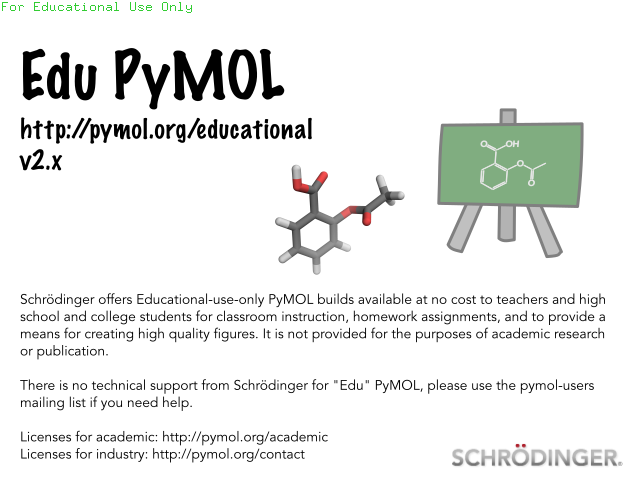 For Educational Use Only
Edu PyMOL
http://pymol.org/educational
v2.x
O
OH
O
O
Schrödinger offers Educational-use-only PyMOL builds available at no cost to teachers and high
school and college students for classroom instruction, homework assignments, and to provide a
means for creating high quality figures. It is not provided for the purposes of academic research
or publication.
There is no technical support from Schrödinger for "Edu" PyMOL, please use the pymol-users
mailing list if you need help.
Licenses for academic: http://pymol.org/academic
Licenses for industry: http://pymol.org/contact
SCHRÖDINGER.